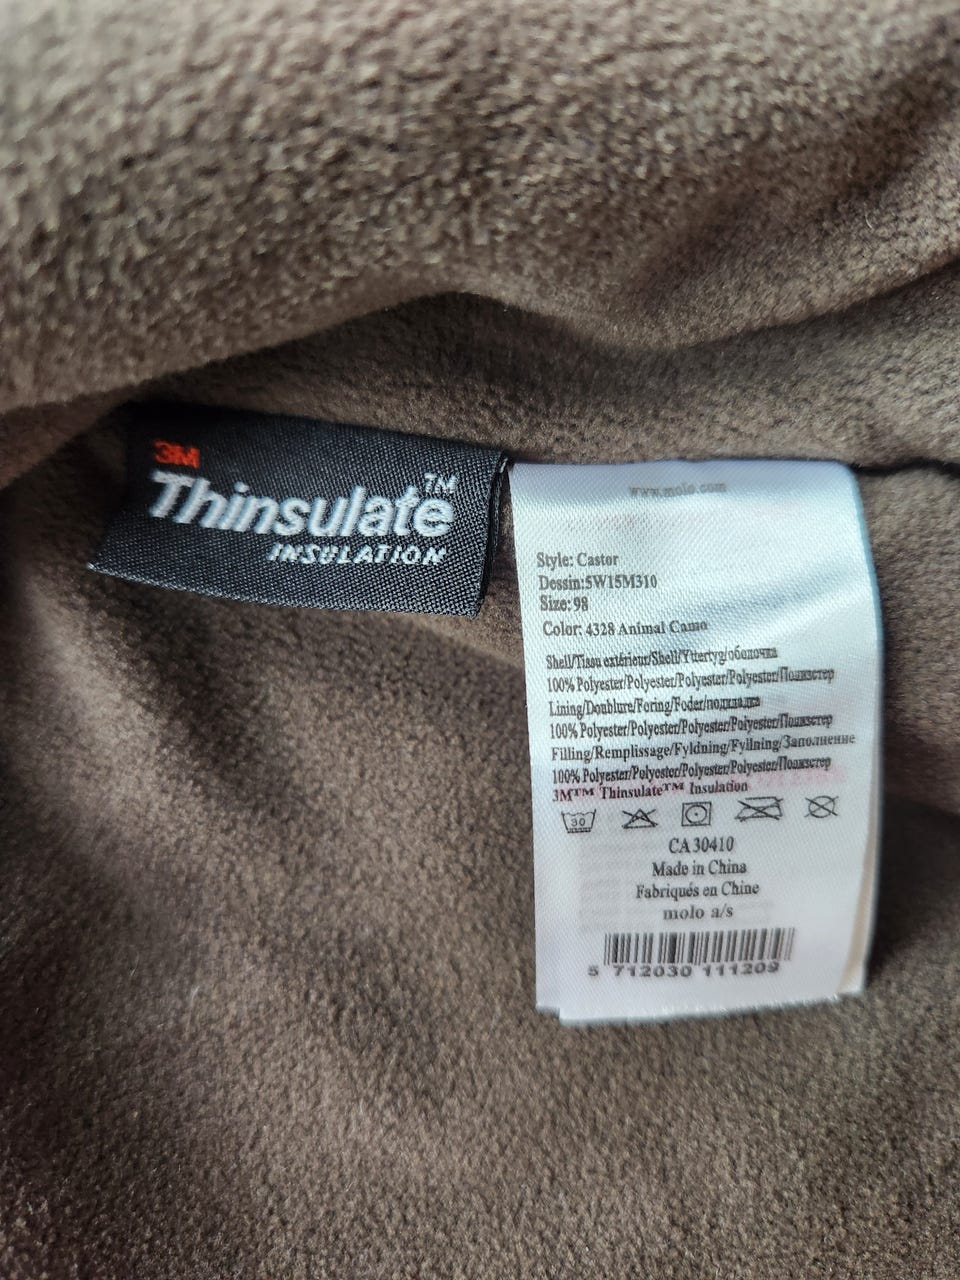 3M
Thinsulate™
INSULATION
www.molo.com
Style: Castor
Dessin:5W15M310
Size: 98
Color: 4328 Animal Camo
Shell/Tissu extérieur/Shell/Yttertyg/оболочка
100% Polyester/Polyester/Polyester/Polyester/Полиэстер
Lining/Doublure/Foring/Foder/подкладка
100% Polyester/Polyester/Polyester/Polyester/Полиэстер
Filling/Remplissage/Fyldning/Fyllning/Заполнение
100% Polyester/Polyester/Polyester/Polyester/Полиэстер
3M™ Thinsulate™ Insulation
30
CA 30410
Made in China
Fabriqués en Chine
molo a/s
5 712030 111209